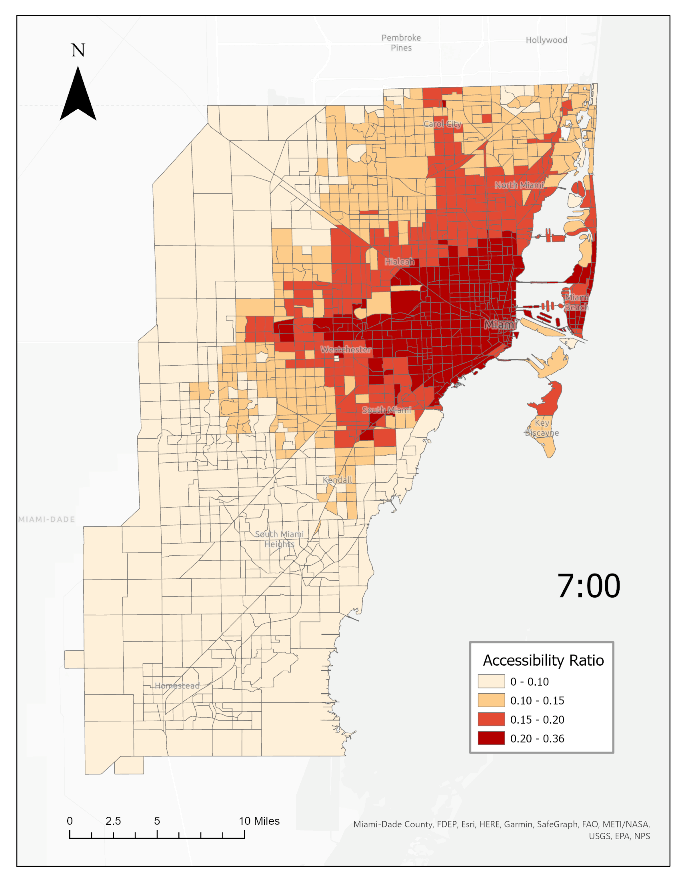 Pembroke
Pines
Hollywood
N
Carol City
North Miami
Hialeah
Miami
Miami
Beach
Westchester
South Miami
Key
Biscayne
Kendall
MIAMI-DADE
South Miami
Heights
7:00
Accessibility Ratio
0 - 0.10
0.10 - 0.15
0.15 - 0.20
0.20 - 0.36
Homestead
0 2.5 5 10 Miles
Miami-Dade County, FDEP, Esri, HERE, Garmin, SafeGraph, FAO, METI/NASA,
USGS, EPA, NPS